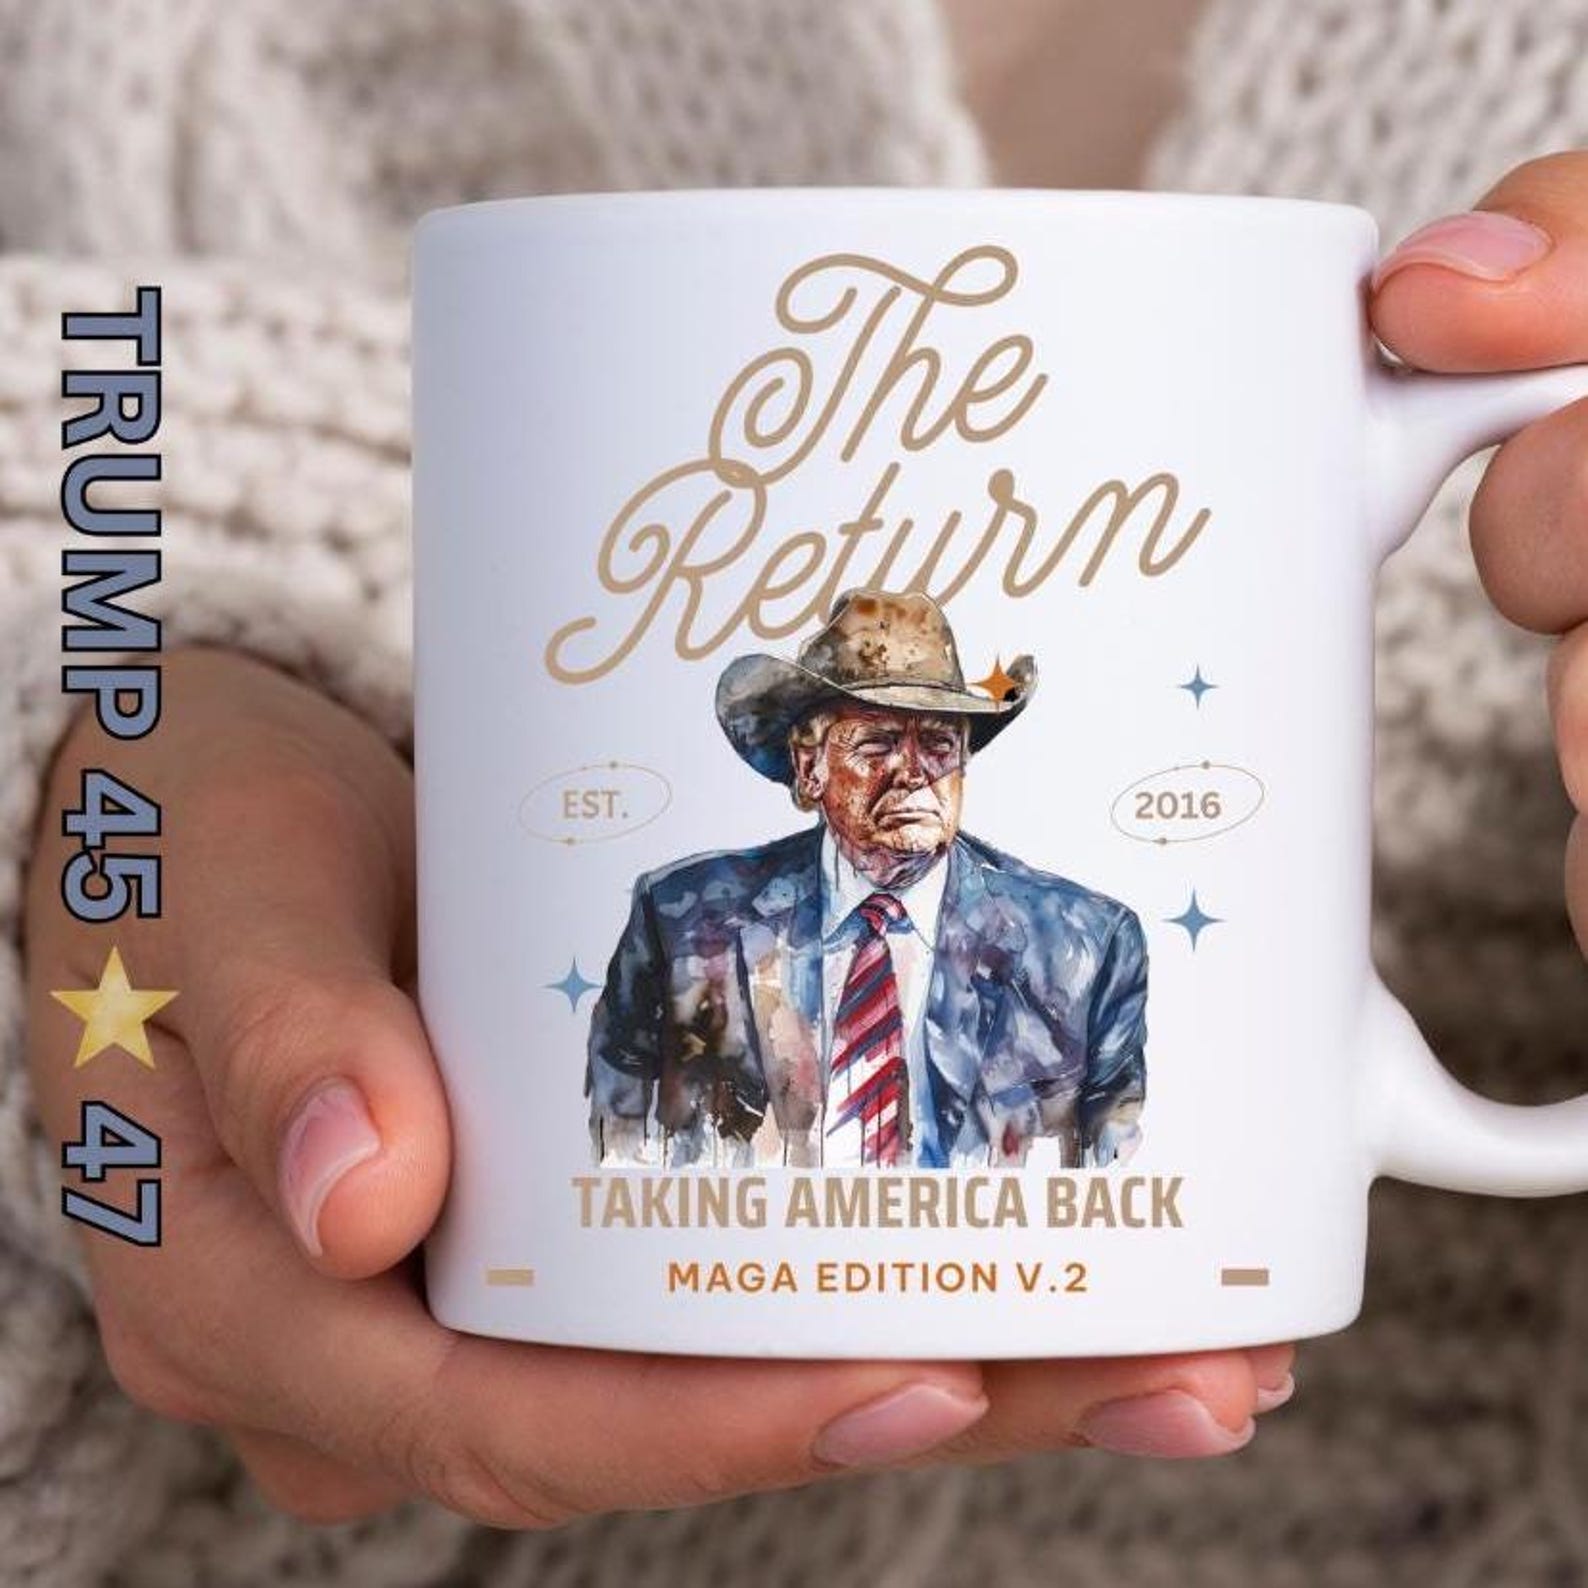 TRUMP 45 ⭐ 47
The
Return
EST.
2016
TAKING AMERICA BACK
MAGA EDITION V.2